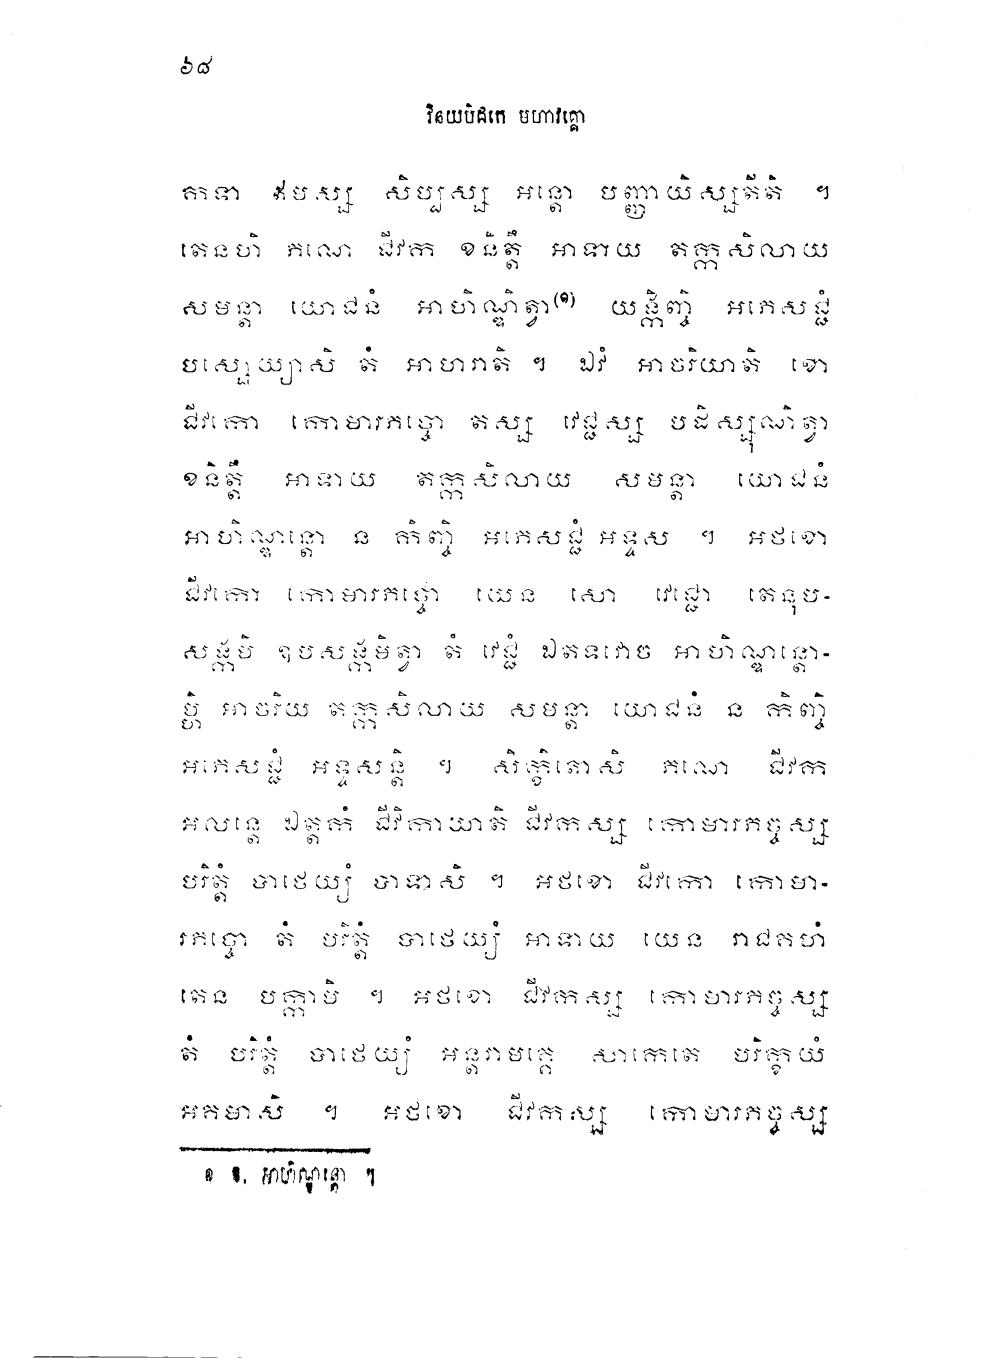 ៦៨
វិនយបិដកេ មហាវគ្គោ
កទា ឥមស្ស សិប្បស្ស អន្តោ បញ្ញាយិស្សតីតិ ។
តេនហិ ភណេ ជីវក ខនិត្តឹ អាទាយ តក្កសិលាយ
សមន្តា យោជនំ អាហិណ្ឌិត្វា(១) យង្កិញ្ចិ អភេសជ្ជំ
បស្សេយ្យាសិ តំ អាហរាតិ ។ ឯវំ អាចរិយាតិ ខោ
ជីវកោ កោមារភច្ចោ តស្ស វេជ្ជស្ស បដិស្សុណិត្វា
ខនិត្តឹ អាទាយ តក្កសិលាយ សមន្តា យោជនំ
អាហិណ្ឌន្តោ ន កិញ្ចិ អភេសជ្ជំ អទ្ទស ។ អថខោ
ជីវកោ កោមារភច្ចោ យេន សោ វេជ្ជោ តេនុប-
សង្កមិ ឧបសង្កមិត្វា តំ វេជ្ជំ ឯតទវោច អាហិណ្ឌន្តោ-
ម្ហិ អាចរិយ តក្កសិលាយ សមន្តា យោជនំ ន កិញ្ចិ
អភេសជ្ជំ អទ្ទសន្តិ ។ សិក្ខិតោសិ ភណេ ជីវក
អលន្តេ ឯត្តកំ ជីវិកាយាតិ ជីវកស្ស កោមារភច្ចស្ស
បរិត្តំ បាថេយ្យំ បាទាសិ ។ អថខោ ជីវកោ កោមា-
រភច្ចោ តំ បរិត្តំ បាថេយ្យំ អាទាយ យេន រាជគហំ
តេន បក្កាមិ ។ អថខោ ជីវកស្ស កោមារភច្ចស្ស
តំ បរិត្តំ បាថេយ្យំ អន្តរាមគ្គេ សាកេតេ បរិក្ខយំ
អគមាសិ ។ អថខោ ជីវកស្ស កោមារភច្ចស្ស
១ ឱ. អាហិណ្ឌន្តោ ។